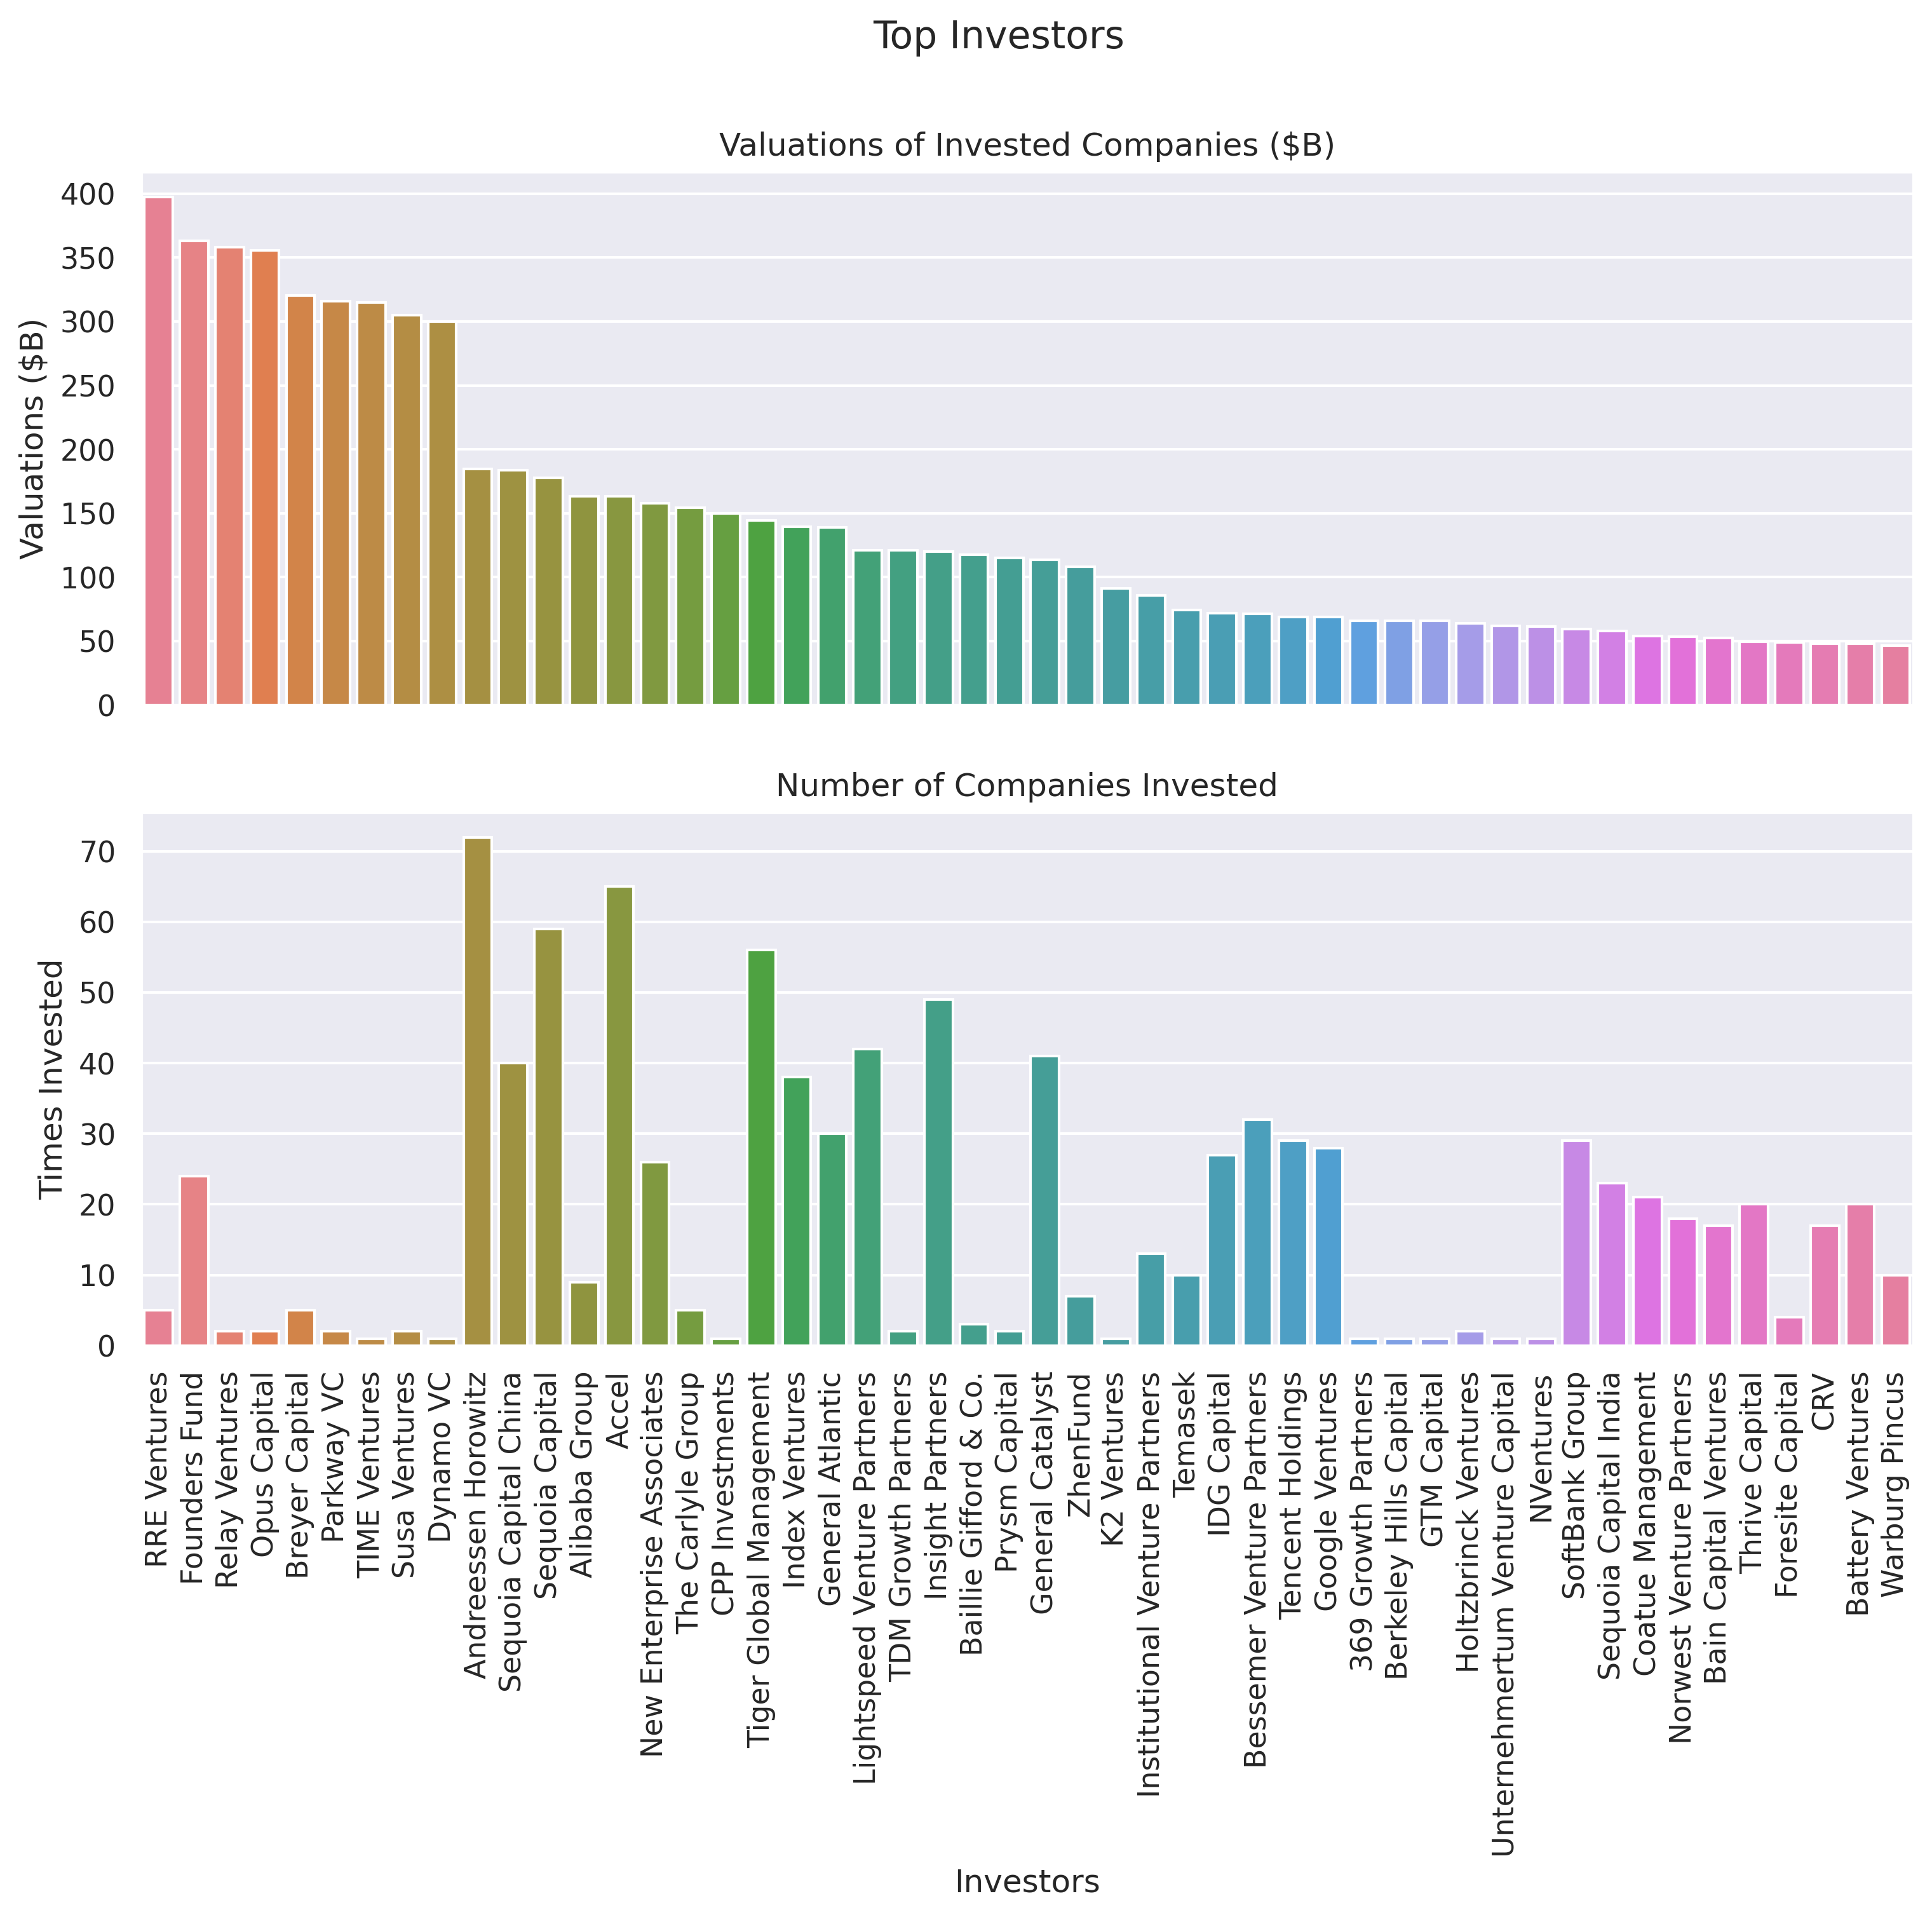 Top Investors
Valuations of Invested Companies ($B)
Valuations ($B)
400
350
300
250
200
150
100
50
0
Number of Companies Invested
Times Invested
70
60
50
40
30
20
10
0
RRE Ventures
Founders Fund
Relay Ventures
Opus Capital
Breyer Capital
Parkway VC
TIME Ventures
Susa Ventures
Dynamo VC
Andreessen Horowitz
Sequoia Capital China
Sequoia Capital
Alibaba Group
Accel
New Enterprise Associates
The Carlyle Group
CPP Investments
Tiger Global Management
Index Ventures
General Atlantic
Lightspeed Venture Partners
TDM Growth Partners
Insight Partners
Baillie Gifford & Co.
Prysm Capital
General Catalyst
ZhenFund
K2 Ventures
Institutional Venture Partners
Temasek
IDG Capital
Bessemer Venture Partners
Tencent Holdings
Google Ventures
369 Growth Partners
Berkeley Hills Capital
GTM Capital
Holtzbrinck Ventures
Unternehmertum Venture Capital
NVentures
SoftBank Group
Sequoia Capital India
Coatue Management
Norwest Venture Partners
Bain Capital Ventures
Thrive Capital
Foresite Capital
CRV
Battery Ventures
Warburg Pincus
Investors